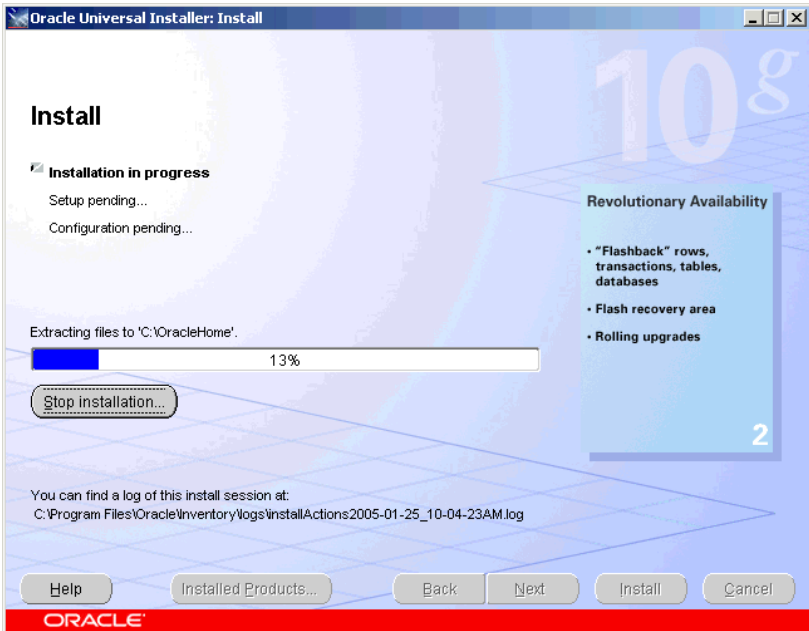 Oracle Universal Installer: Install
10g
Install
Installation in progress
Setup pending...
Configuration pending...
Revolutionary Availability
• "Flashback" rows,
transactions, tables,
databases
• Flash recovery area
• Rolling upgrades
2
Extracting files to 'C:\OracleHome'.
13%
Stop installation...
You can find a log of this install session at:
C:\Program Files\Oracle\Inventory\logs\installActions2005-01-25_10-04-23AM.log
Help Installed Products... Back Next Install Cancel
ORACLE